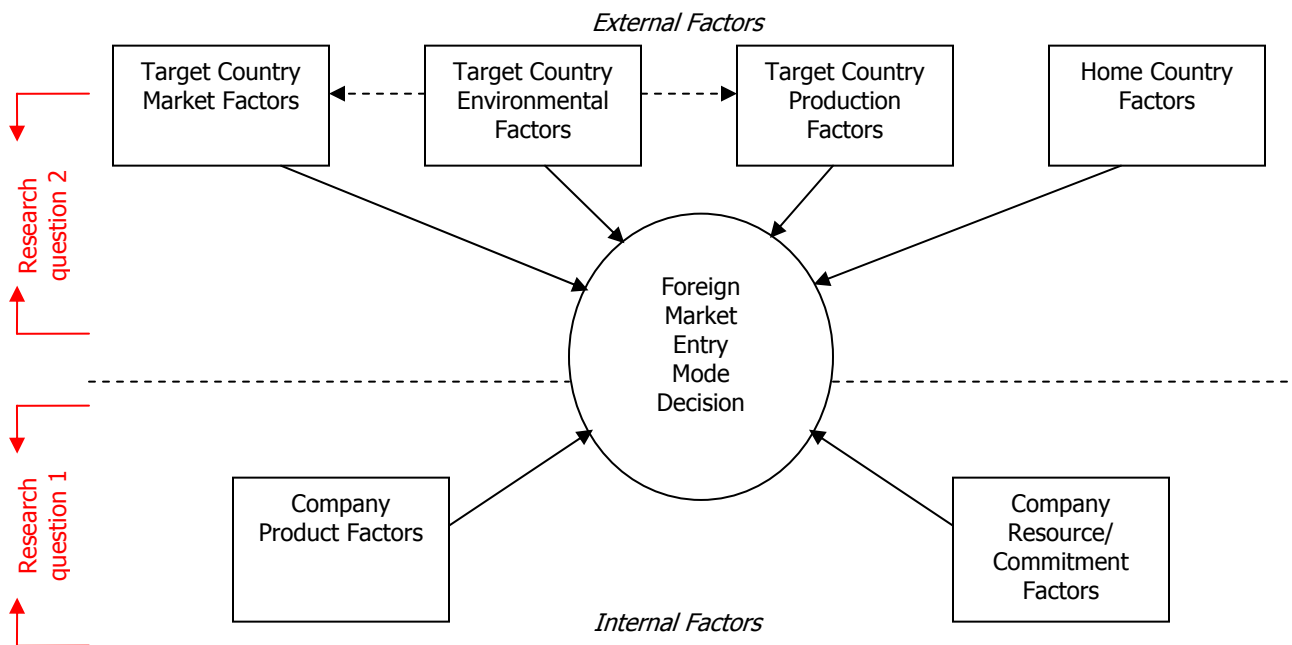 External Factors
Target Country
Market Factors
Target Country
Environmental
Factors
Target Country
Production
Factors
Home Country
Factors
Research
question 2
Foreign
Market
Entry
Mode
Decision
Research
question 1
Company
Product Factors
Company
Resource/
Commitment
Factors
Internal Factors